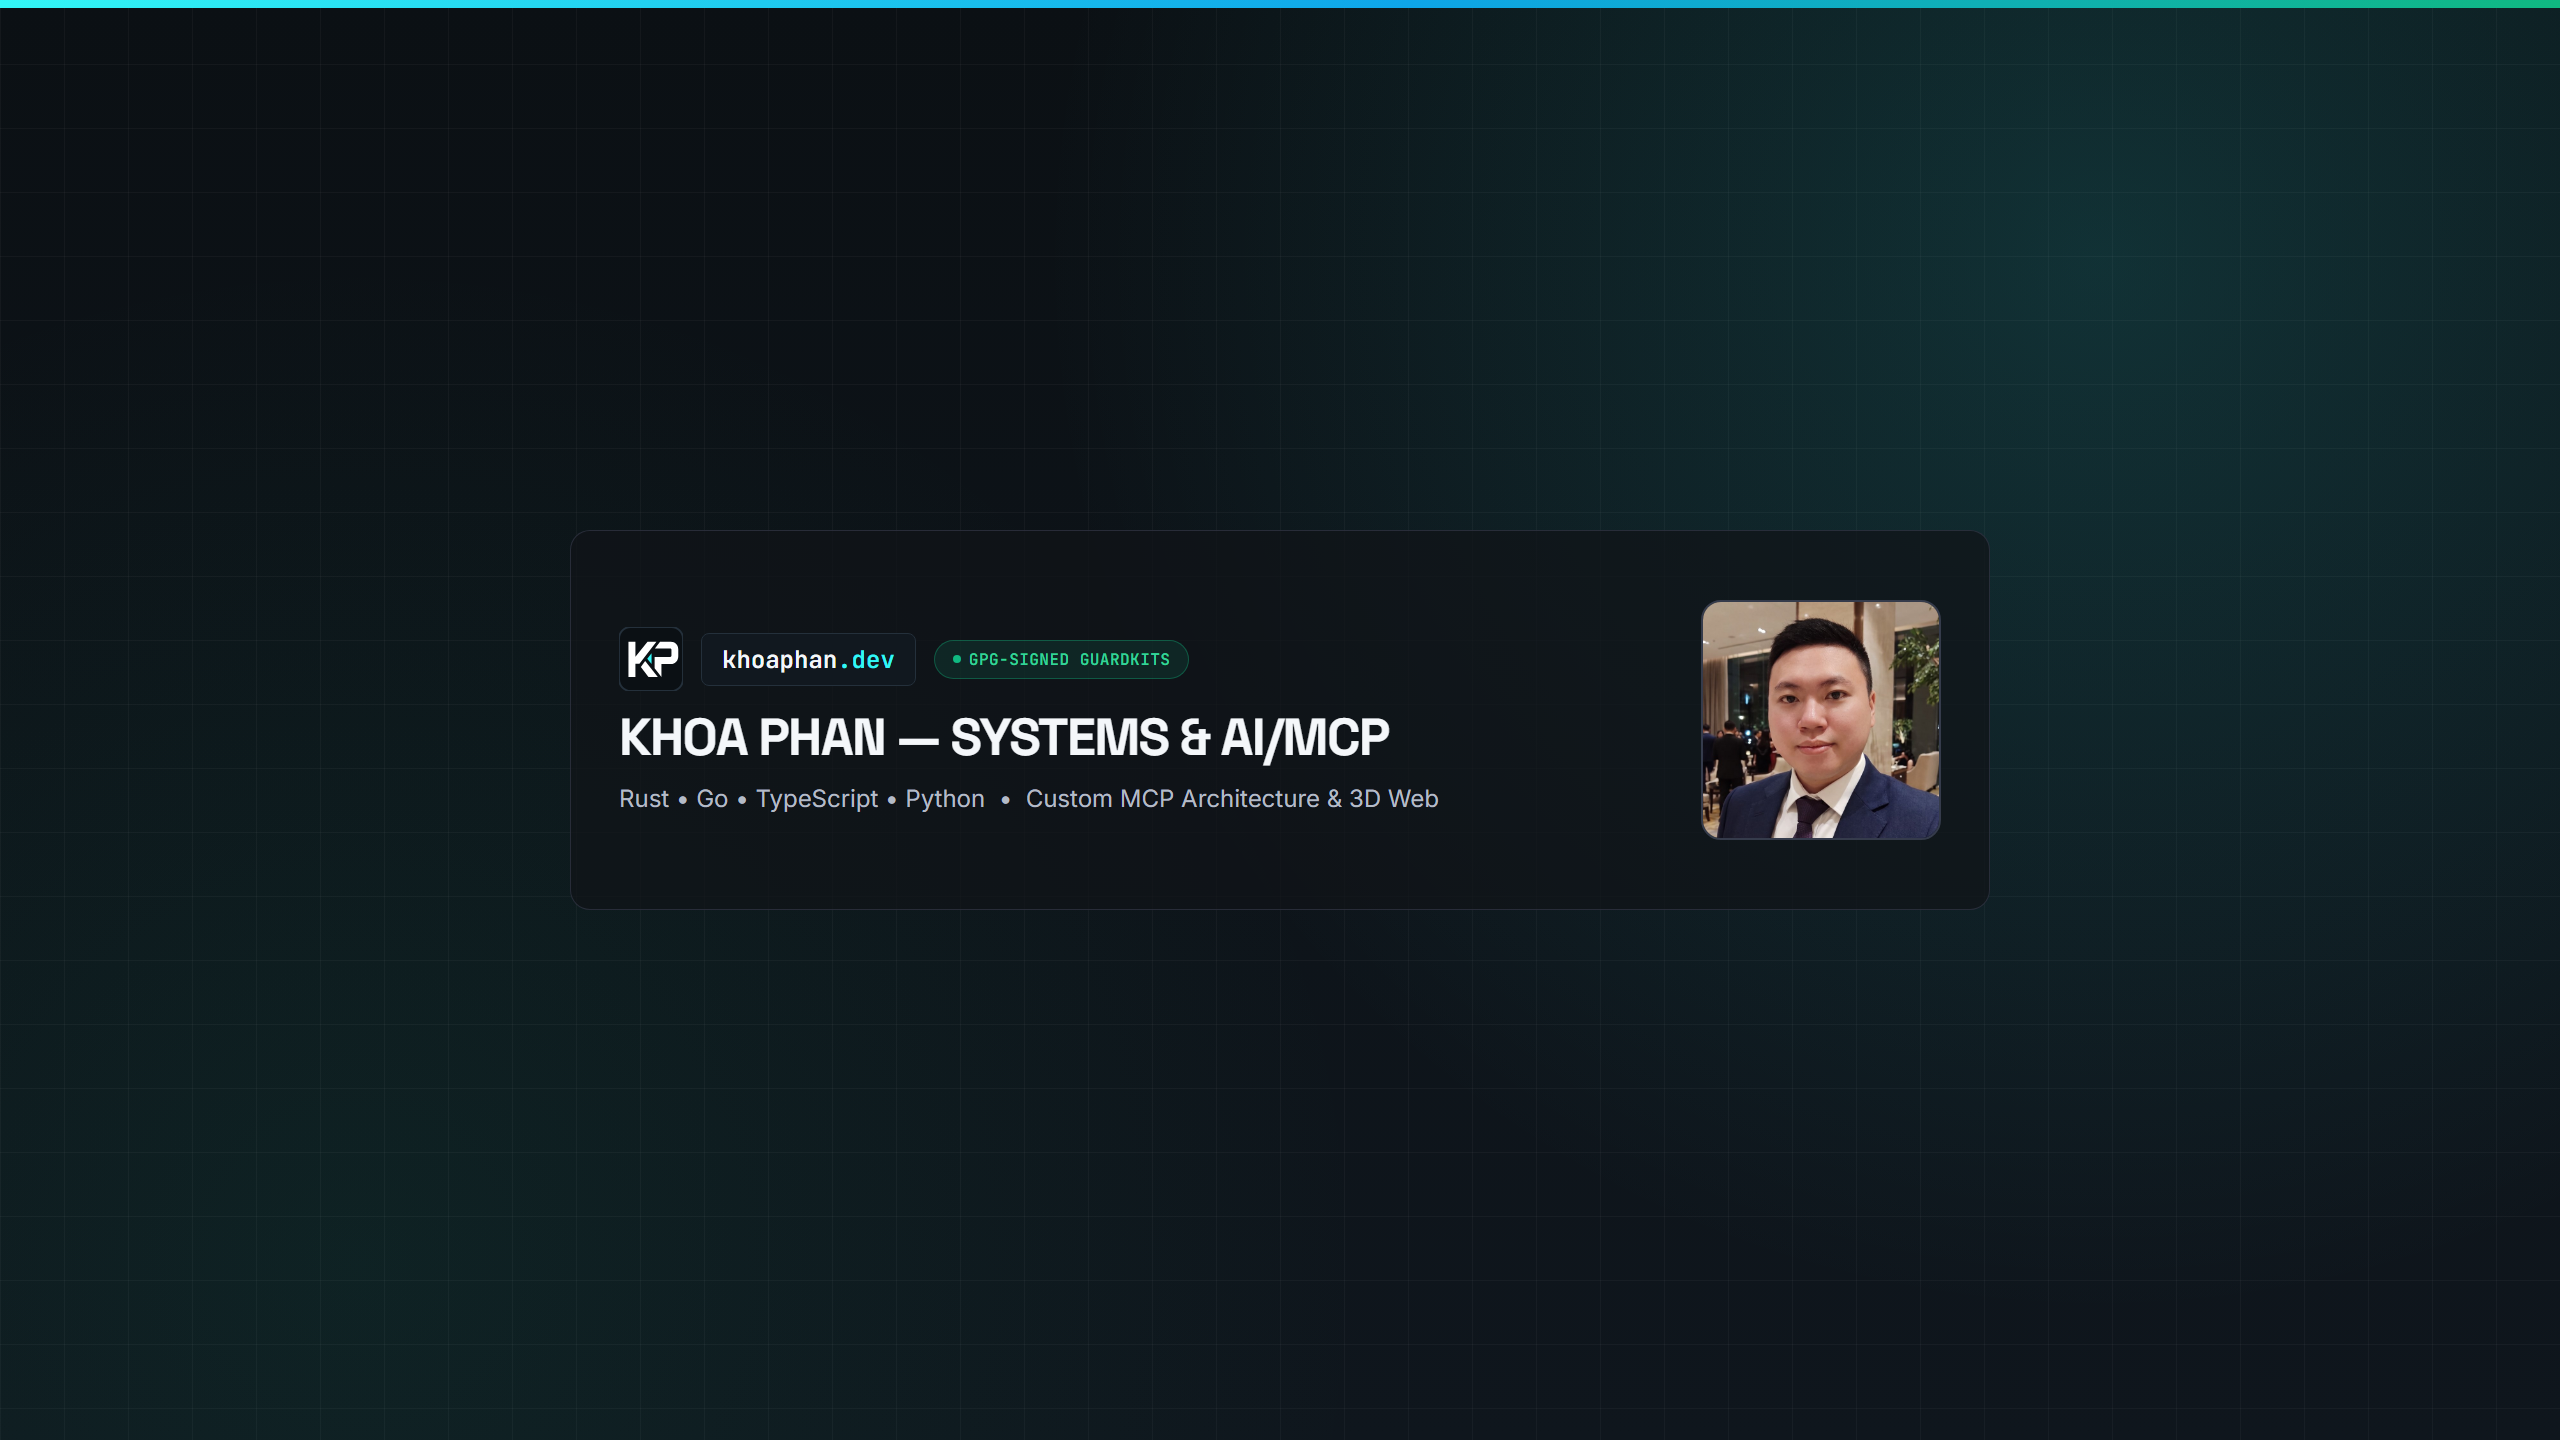 KP
khoaphan.dev
GPG-SIGNED GUARDKITS
KHOA PHAN — SYSTEMS & AI/MCP
Rust • Go • TypeScript • Python • Custom MCP Architecture & 3D Web